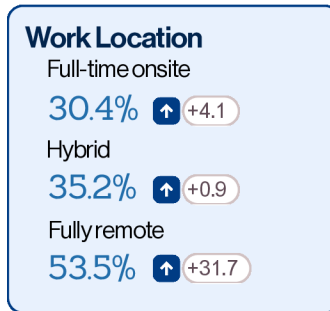 Work Location
Full-time onsite
30.4% +4.1
Hybrid
35.2% +0.9
Fully remote
53.5% +31.7